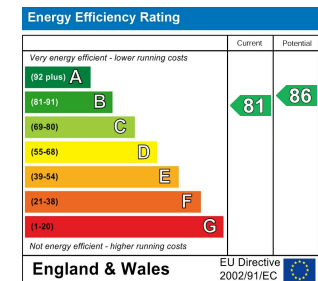 Energy Efficiency Rating
Current Potential
Very energy efficient - lower running costs
(92 plus) A
(81-91) B
81 86
(69-80) C
(55-68) D
(39-54) E
(21-38) F
(1-20) G
Not energy efficient - higher running costs
England & Wales
EU Directive
2002/91/EC